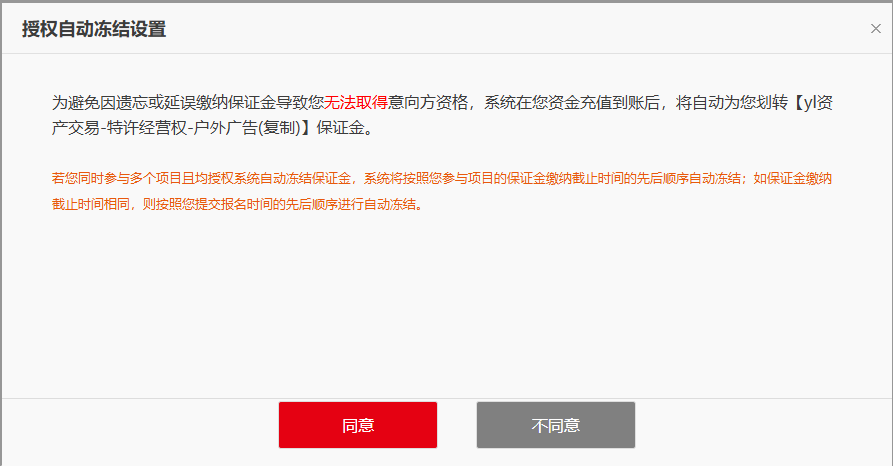 授权自动冻结设置
×
为避免因遗忘或延误缴纳保证金导致您无法取得意向方资格，系统在您资金充值到账后，将自动为您划转【yl资
产交易-特许经营权-户外广告(复制)】保证金。
若您同时参与多个项目且均授权系统自动冻结保证金，系统将按照您参与项目的保证金缴纳截止时间的先后顺序自动冻结；如保证金缴纳
截止时间相同，则按照您提交报名时间的先后顺序进行自动冻结。
同意
不同意